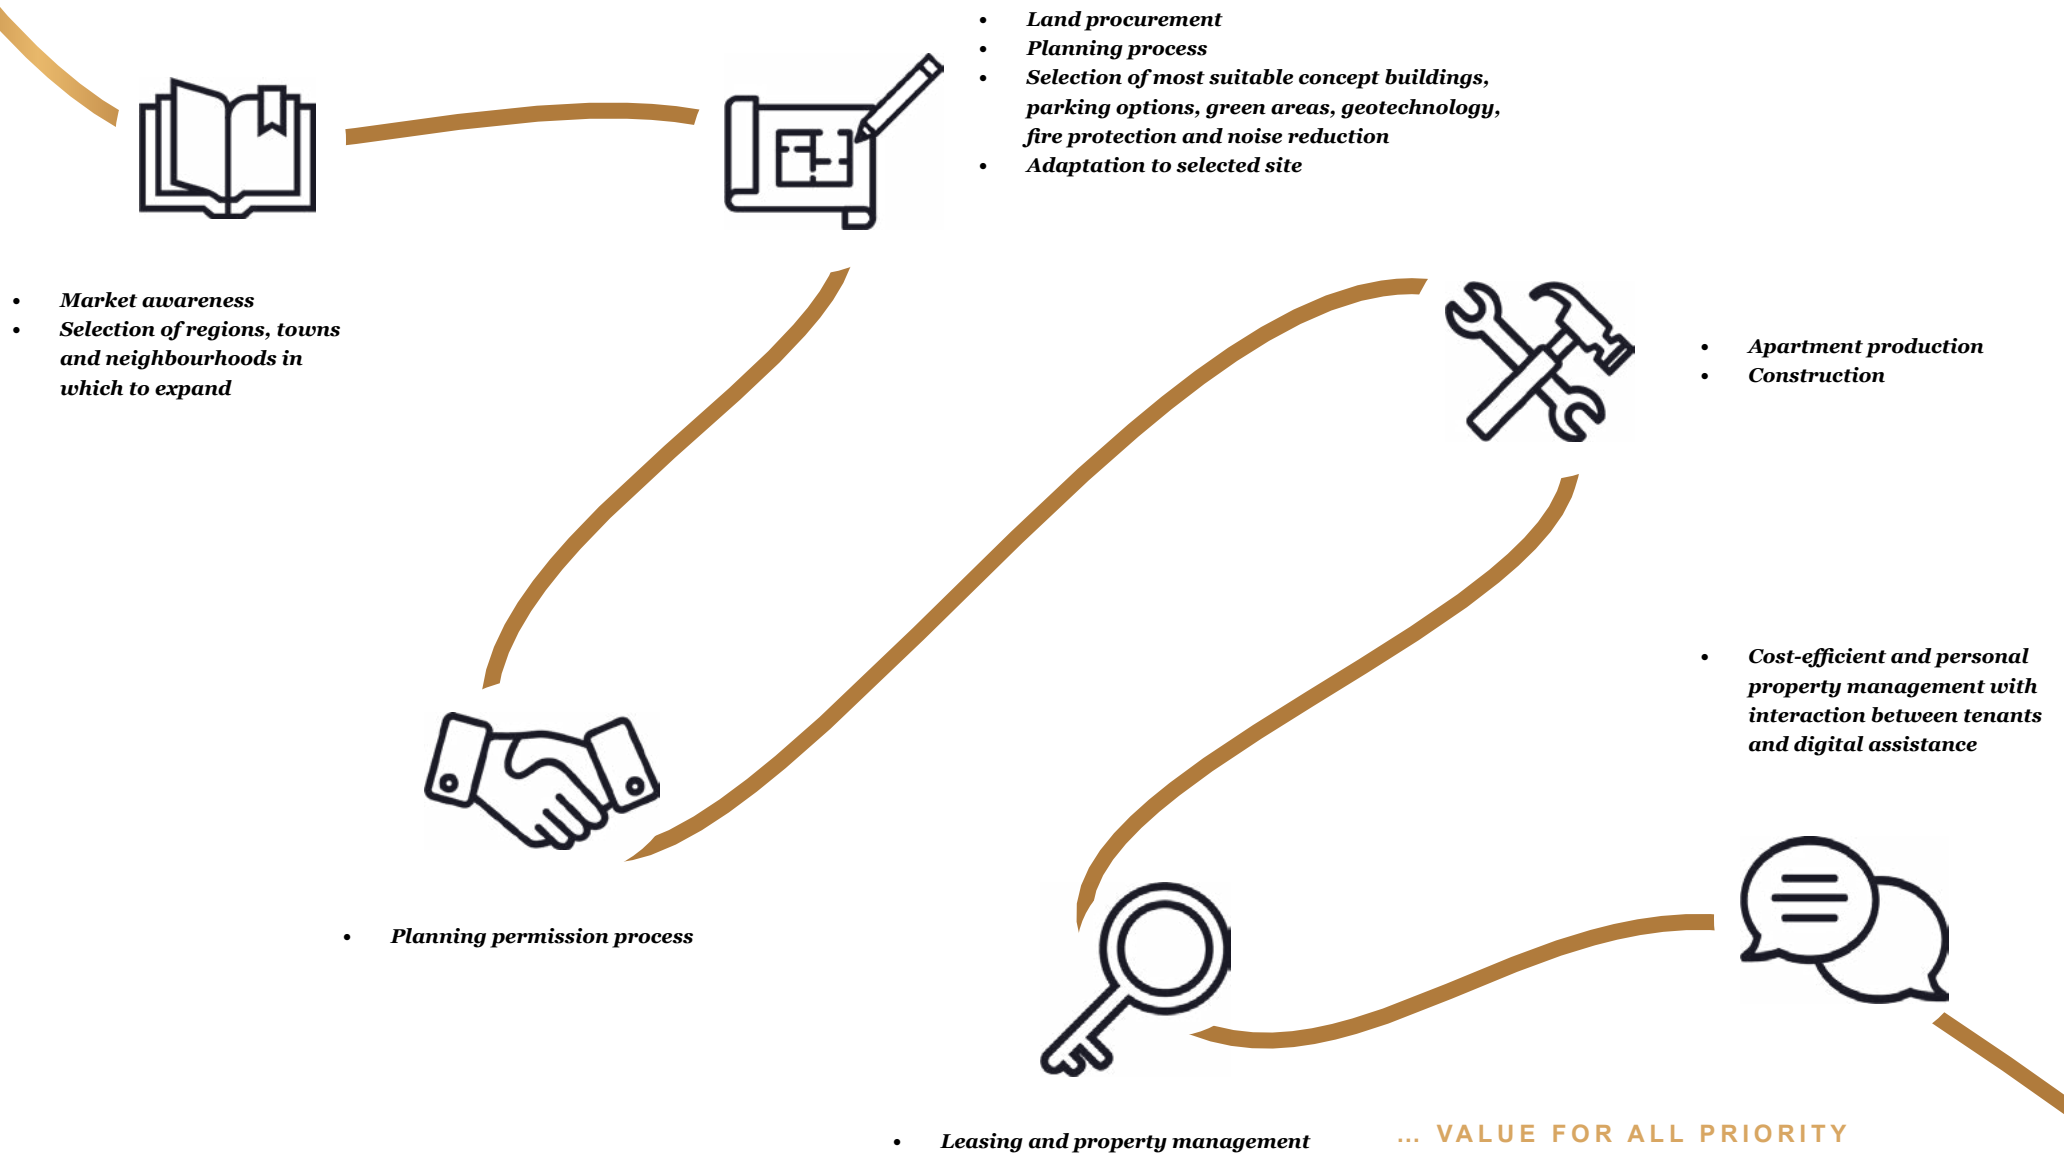 • Land procurement
• Planning process
• Selection of most suitable concept buildings,
parking options, green areas, geotechnology,
fire protection and noise reduction
• Adaptation to selected site
• Market awareness
• Selection of regions, towns
and neighbourhoods in
which to expand
• Apartment production
• Construction
• Cost-efficient and personal
property management with
interaction between tenants
and digital assistance
• Planning permission process
• Leasing and property management
... VALUE FOR ALL PRIORITY